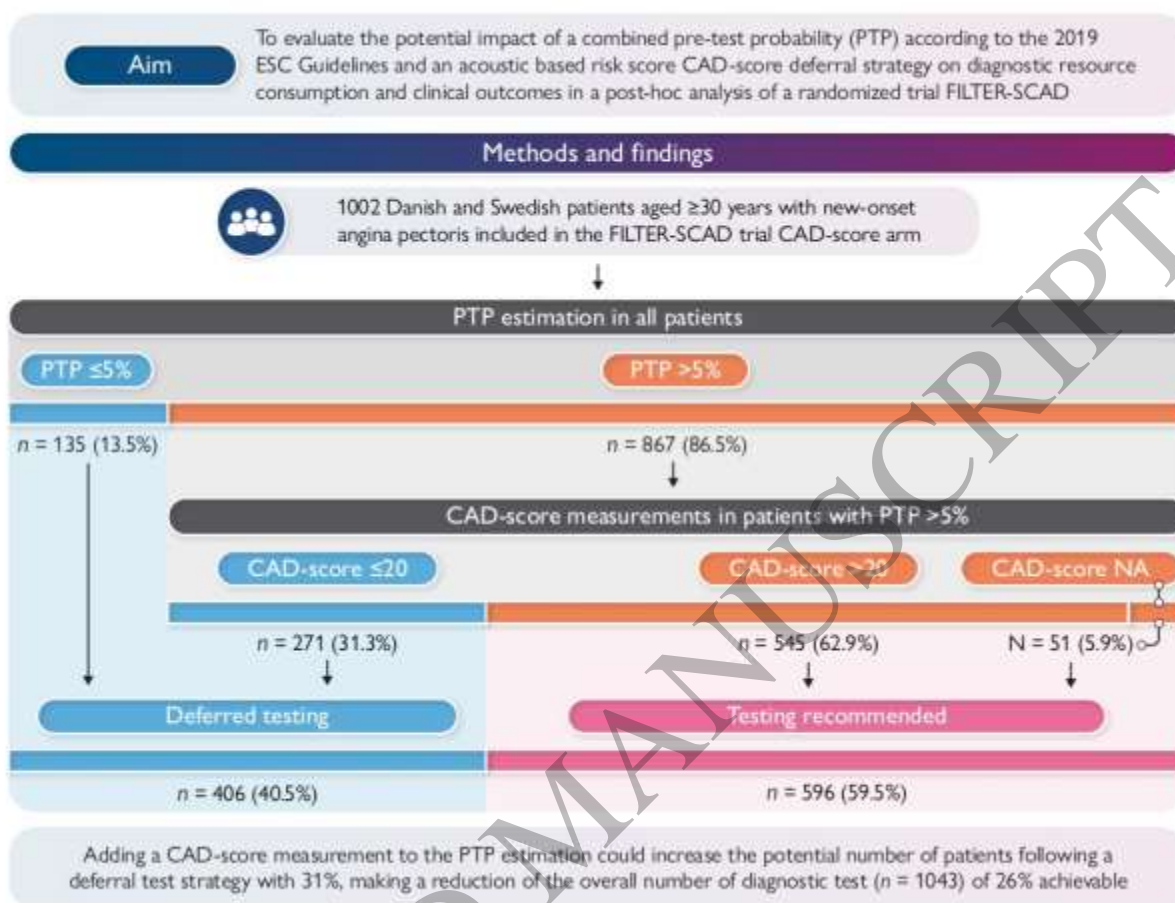 Aim
To evaluate the potential impact of a combined pre-test probability (PTP) according to the 2019
ESC Guidelines and an acoustic based risk score CAD-score deferral strategy on diagnostic resource
consumption and clinical outcomes in a post-hoc analysis of a randomized trial FILTER-SCAD
Methods and findings
1002 Danish and Swedish patients aged ≥30 years with new-onset
angina pectoris included in the FILTER-SCAD trial CAD-score arm
PTP estimation in all patients
PTP ≤5% PTP >5%
n = 135 (13.5%) n = 867 (86.5%)
CAD-score measurements in patients with PTP >5%
CAD-score ≤20 CAD-score >20 CAD-score NA
n = 271 (31.3%) n = 545 (62.9%) N = 51 (5.9%)
Deferred testing Testing recommended
n = 406 (40.5%) n = 596 (59.5%)
Adding a CAD-score measurement to the PTP estimation could increase the potential number of patients following a
deferral test strategy with 31%, making a reduction of the overall number of diagnostic test (n = 1043) of 26% achievable
MANUSCRIPT